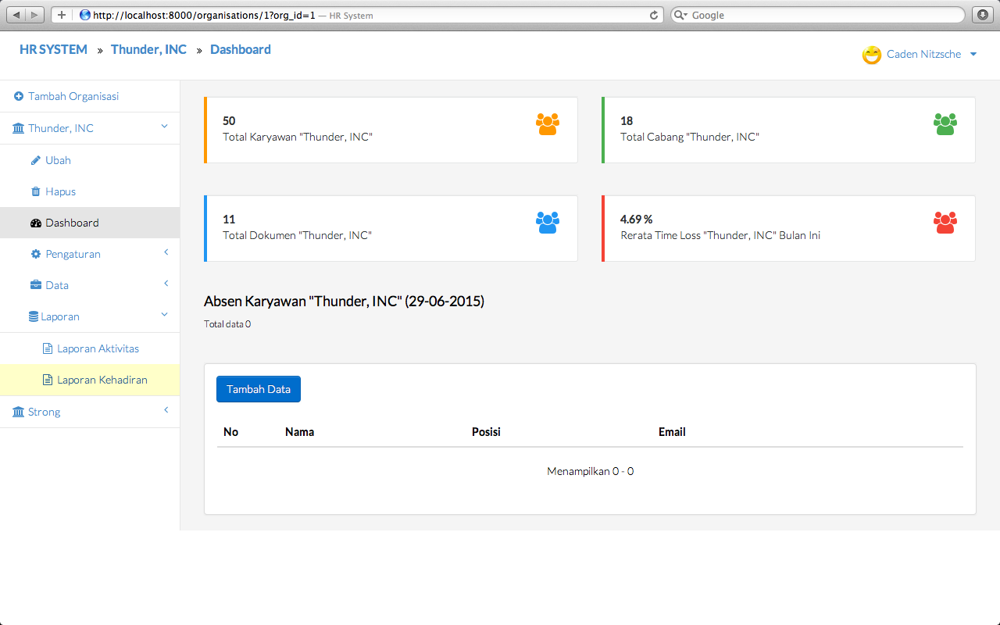 http://localhost:8000/organisations/1?org_id=1 — HR System
Google
HR SYSTEM » Thunder, INC » Dashboard
Caden Nitzsche
Tambah Organisasi
Thunder, INC
Ubah
Hapus
Dashboard
Pengaturan
Data
Laporan
Laporan Aktivitas
Laporan Kehadiran
Strong
50
Total Karyawan "Thunder, INC"
18
Total Cabang "Thunder, INC"
11
Total Dokumen "Thunder, INC"
4.69 %
Rerata Time Loss "Thunder, INC" Bulan Ini
Absen Karyawan "Thunder, INC" (29-06-2015)
Total data 0
Tambah Data
No Nama Posisi Email
Menampilkan 0 - 0